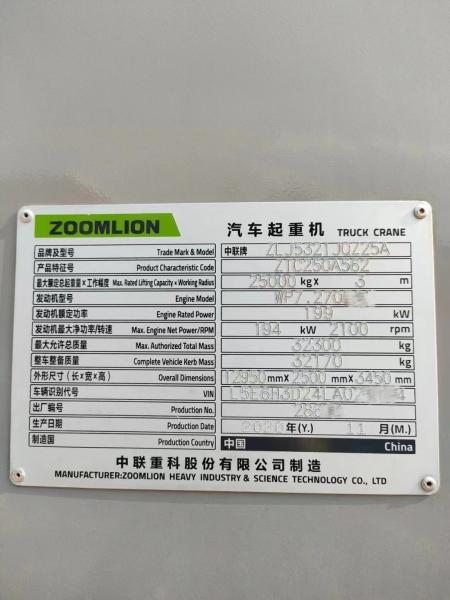 ZOOMLION 汽车起重机 TRUCK CRANE
品牌及型号 Trade Mark & Model 中联牌 ZLJ5321JQZ25A
产品特征号 Product Characteristic Code ZTC250A562
最大额定总起重量×工作幅度 Max. Rated Lifting Capacity × Working Radius 25000 kg X 3 m
发动机型号 Engine Model WP7.270
发动机额定功率 Engine Rated Power 199 kW
发动机最大净功率/转速 Max. Engine Net Power/RPM 194 kW 2100 rpm
最大允许总质量 Max. Authorized Total Mass 32300 kg
整车整备质量 Complete Vehicle Kerb Mass 32170 kg
外形尺寸（长×宽×高） Overall Dimensions 12950 mm X 2500 mm X 3450 mm
车辆识别代号 VIN
出厂编号 Production No.
生产日期 Production Date 2020 年(Y.) 11 月(M.)
制造国 Production Country 中国 China
中联重科股份有限公司制造
MANUFACTURER:ZOOMLION HEAVY INDUSTRY & SCIENCE TECHNOLOGY CO., LTD